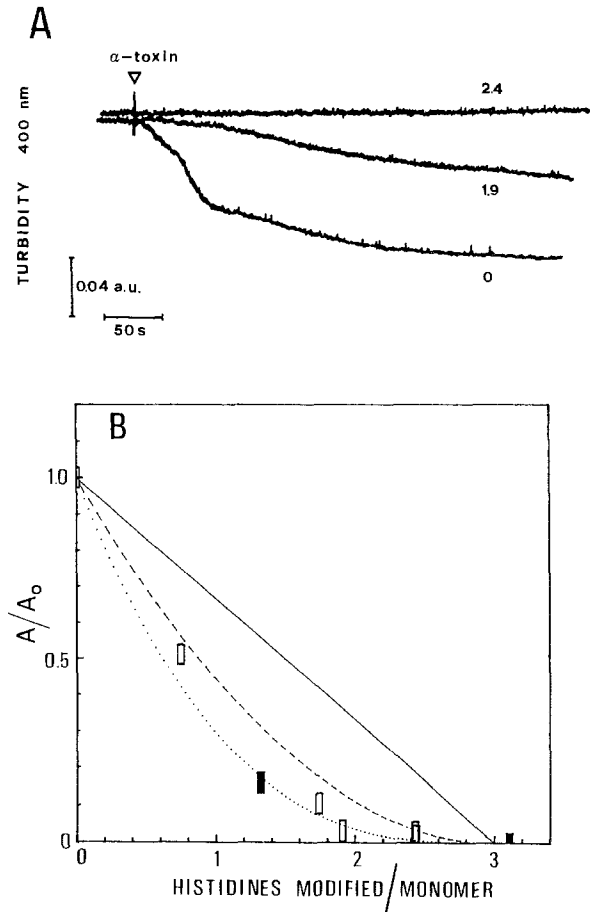 A
α-toxin
2.4
1.9
0
TURBIDITY 400 nm
0.04 a.u.
50s
B
1.0
0.5
0
A/A₀
0 1 2 3
HISTIDINES MODIFIED/MONOMER